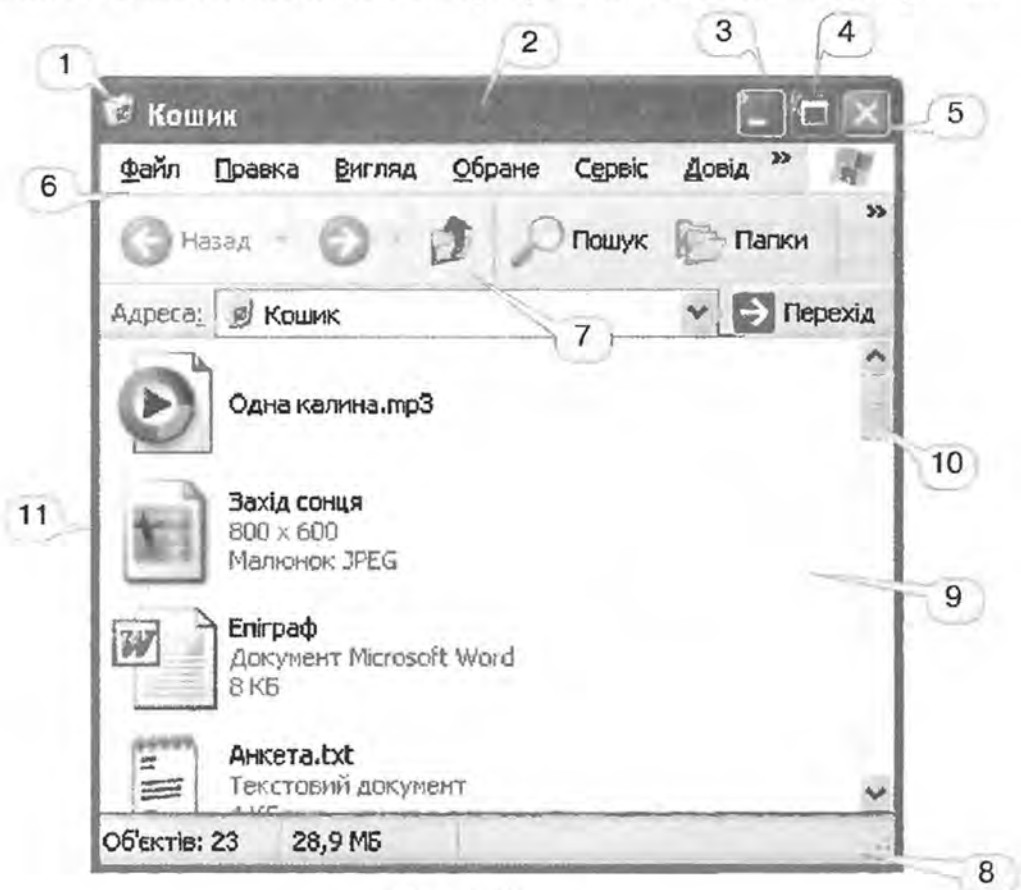 3 4
2
1
Кошик
5
Файл Правка Вигляд Обране Сервіс Довід »
6
Назад Пошук Папки »
Адреса: Кошик Перехід
7
Одна калина.mp3
10
Захід сонця
11
800 x 600
Малюнок JPEG
9
Епіграф
Документ Microsoft Word
8 КБ
Анкета.txt
Текстовий документ
Об'єктів: 23 28,9 МБ
8